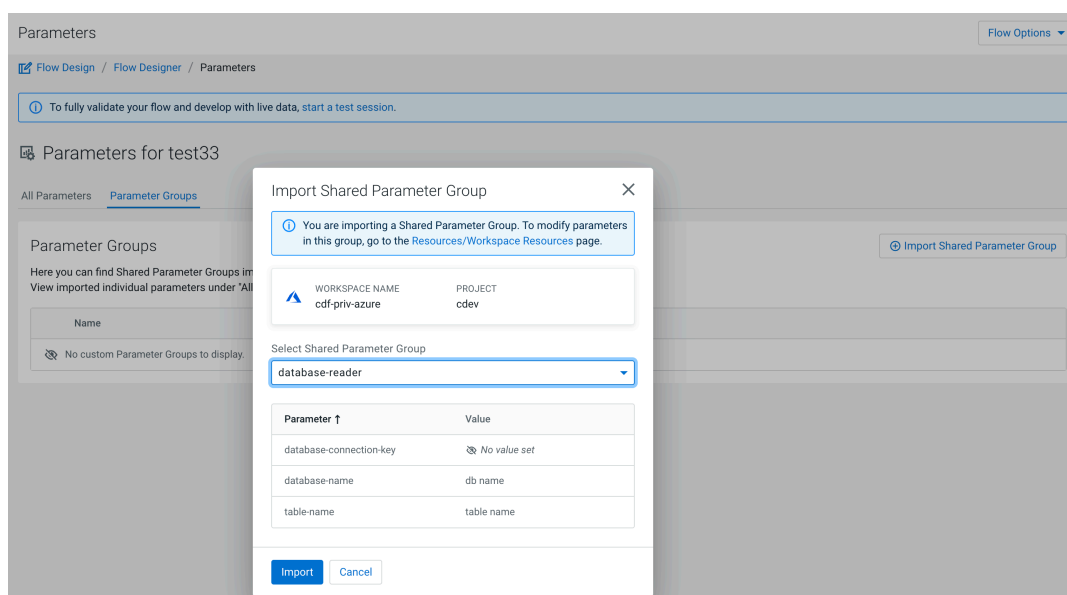 Parameters
Flow Options
Flow Design / Flow Designer / Parameters
To fully validate your flow and develop with live data, start a test session.
Parameters for test33
All Parameters Parameter Groups
Parameter Groups
Import Shared Parameter Group
Here you can find Shared Parameter Groups im
View imported individual parameters under "All
Name
No custom Parameter Groups to display.
Import Shared Parameter Group
You are importing a Shared Parameter Group. To modify parameters
in this group, go to the Resources/Workspace Resources page.
WORKSPACE NAME PROJECT
cdf-priv-azure cdev
Select Shared Parameter Group
database-reader
Parameter ↑ Value
database-connection-key No value set
database-name db name
table-name table name
Import Cancel